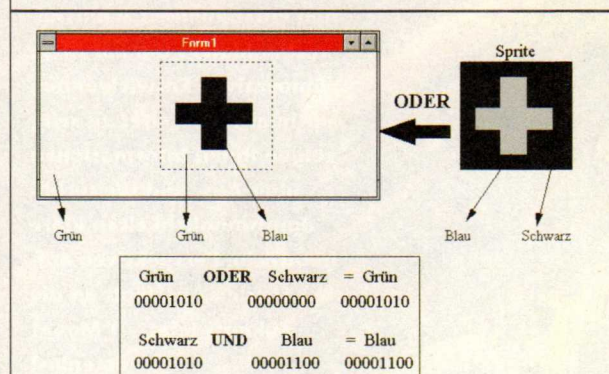 Form1
Sprite
ODER
Grün Grün Blau Blau Schwarz
Grün ODER Schwarz = Grün
00001010 00000000 00001010
Schwarz UND Blau = Blau
00001010 00001100 00001100